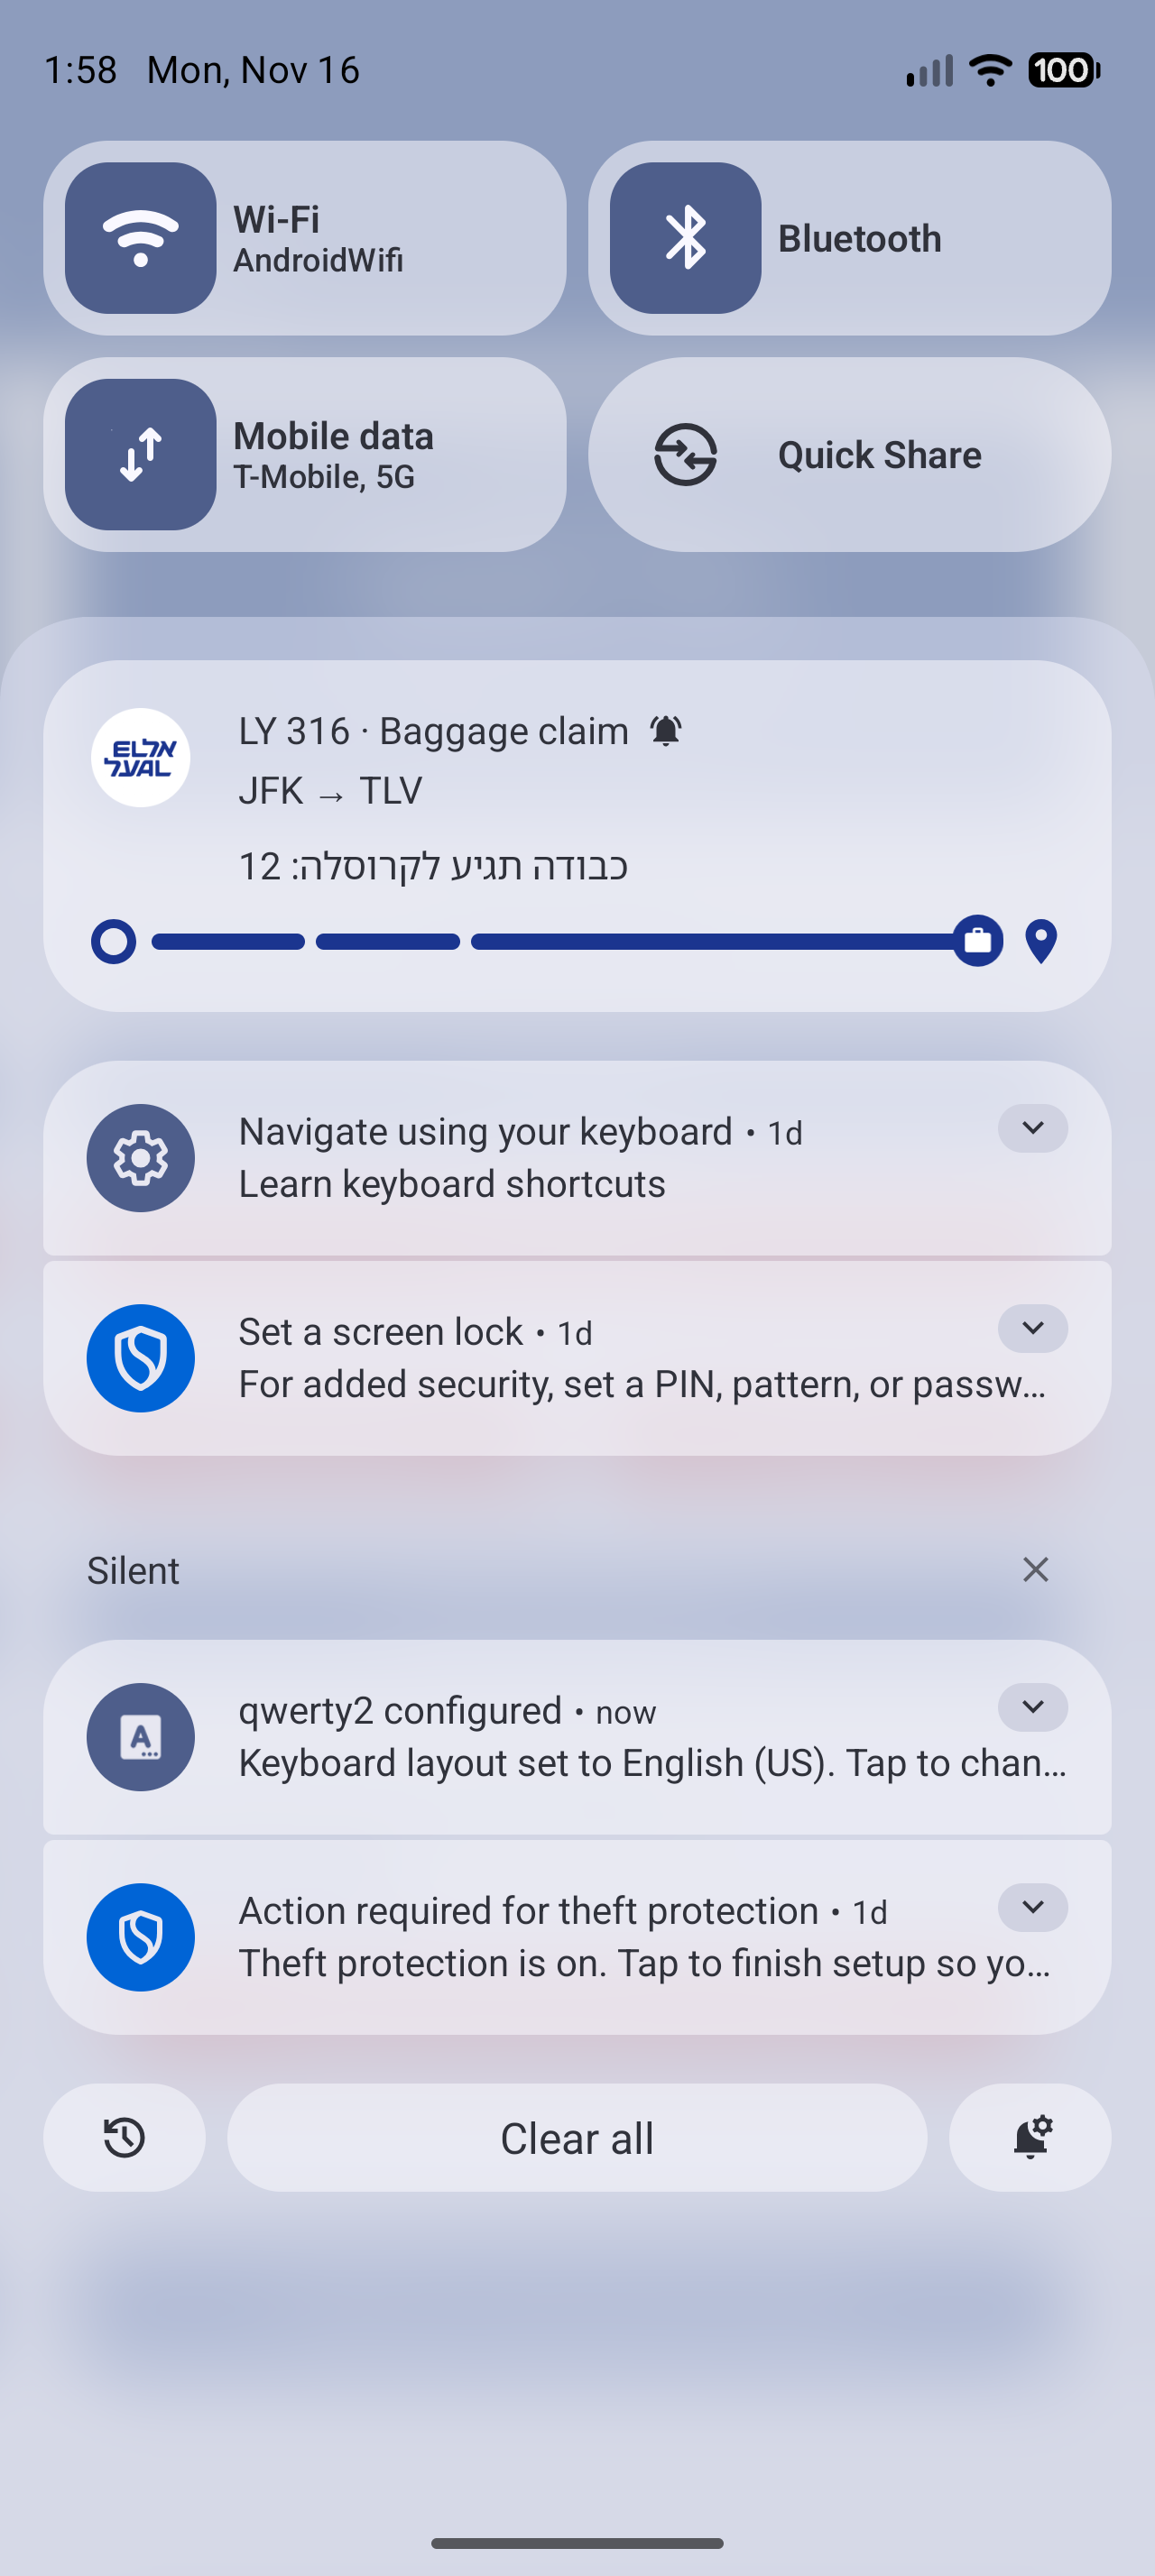 1:58 Mon, Nov 16
100
Wi-Fi
AndroidWifi
Bluetooth
Mobile data
T-Mobile, 5G
Quick Share
EL אל
על AL
LY 316 · Baggage claim
JFK → TLV
כבודה תגיע לקרוסלה: 12
Navigate using your keyboard • 1d
Learn keyboard shortcuts
Set a screen lock • 1d
For added security, set a PIN, pattern, or passw…
Silent
A
qwerty2 configured • now
Keyboard layout set to English (US). Tap to chan…
Action required for theft protection • 1d
Theft protection is on. Tap to finish setup so yo…
Clear all